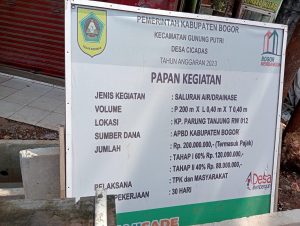 PEMERINTAH KABUPATEN BOGOR
KECAMATAN GUNUNG PUTRI
DESA CICADAS
TAHUN ANGGARAN 2023
BOGOR
PAPAN KEGIATAN
JENIS KEGIATAN : SALURAN AIR/DRAINASE
VOLUME : P 200 m X L 0,40 m X T 0,40 m
LOKASI : KP. PARUNG TANJUNG RW 012
SUMBER DANA : APBD KABUPATEN BOGOR
JUMLAH : Rp. 200.000.000,- (Termasuk Pajak)
: TAHAP I 60% Rp. 120.000.000,-
: TAHAP II 40% Rp. 80.000.000,-
PELAKSANA : TPK dan MASYARAKAT
PEKERJAAN : 30 HARI
Desa